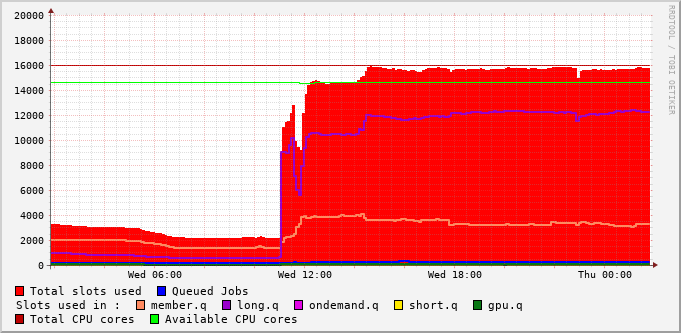 RRDTOOL / TOBI OETIKER
20000
18000
16000
14000
12000
10000
8000
6000
4000
2000
0
Wed 06:00 Wed 12:00 Wed 18:00 Thu 00:00
Total slots used Queued Jobs
Slots used in : member.q long.q ondemand.q short.q gpu.q
Total CPU cores Available CPU cores